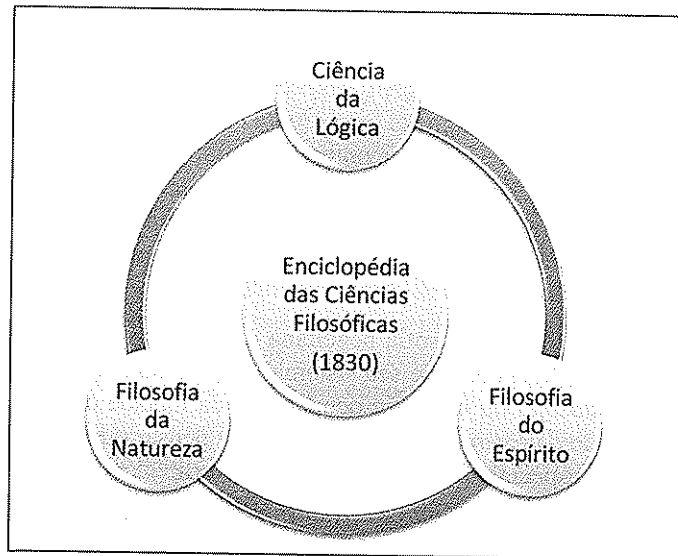 Ciência
da
Lógica
Enciclopédia
das Ciências
Filosóficas
(1830)
Filosofia
da
Natureza
Filosofia
do
Espírito